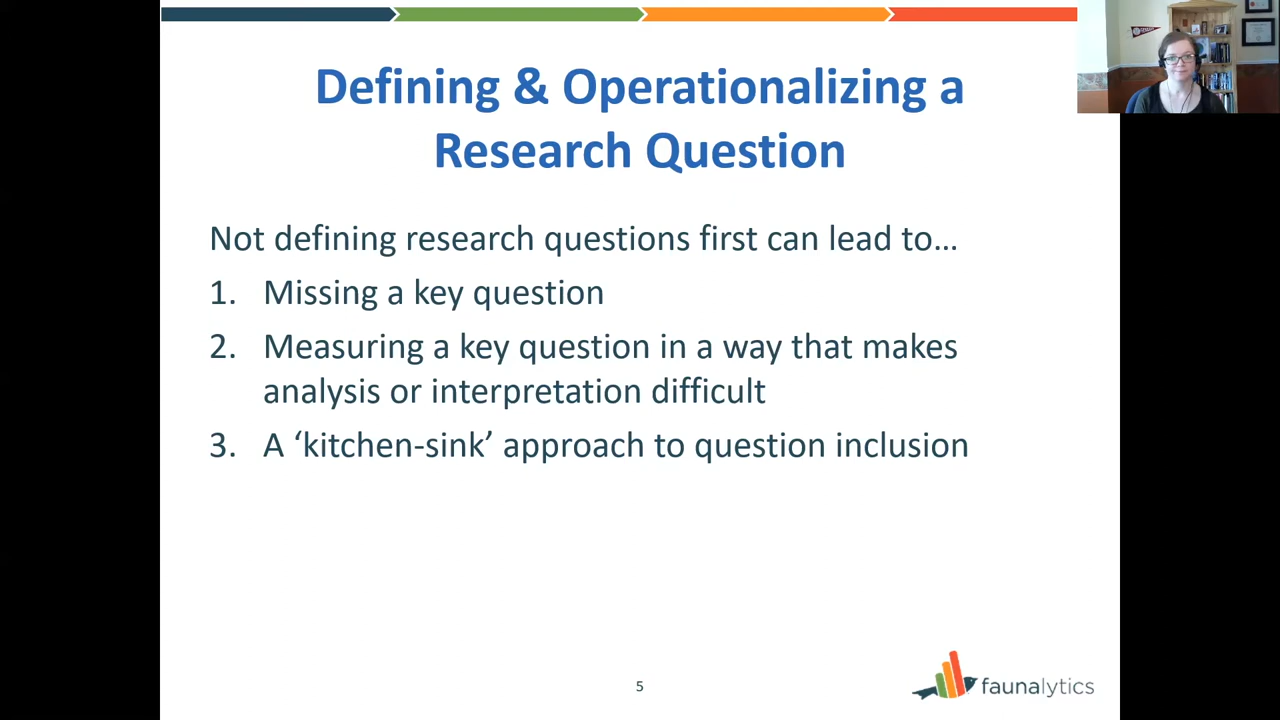 Defining & Operationalizing a
Research Question
Not defining research questions first can lead to…
1. Missing a key question
2. Measuring a key question in a way that makes
analysis or interpretation difficult
3. A ‘kitchen-sink’ approach to question inclusion
5
faunalytics